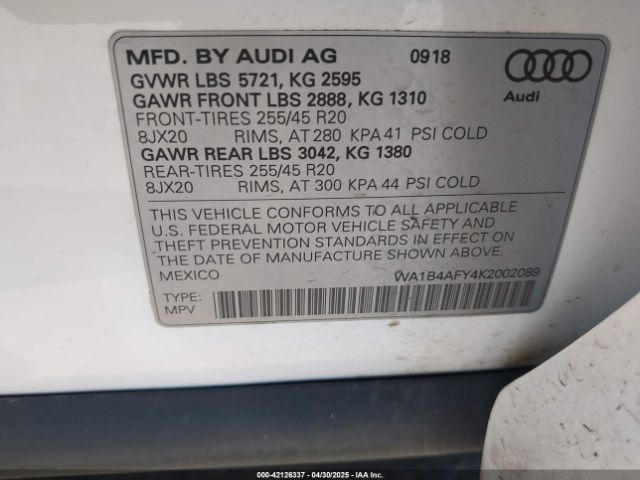 MFD. BY AUDI AG 0918
GVWR LBS 5721, KG 2595
GAWR FRONT LBS 2888, KG 1310
FRONT-TIRES 255/45 R20
8JX20 RIMS, AT 280 KPA 41 PSI COLD
GAWR REAR LBS 3042, KG 1380
REAR-TIRES 255/45 R20
8JX20 RIMS, AT 300 KPA 44 PSI COLD
Audi
THIS VEHICLE CONFORMS TO ALL APPLICABLE
U.S. FEDERAL MOTOR VEHICLE SAFETY AND
THEFT PREVENTION STANDARDS IN EFFECT ON
THE DATE OF MANUFACTURE SHOWN ABOVE.
MEXICO WA1B4AFY4K2002089
TYPE:
MPV
000-42126337 - 04/30/2025 - IAA Inc.